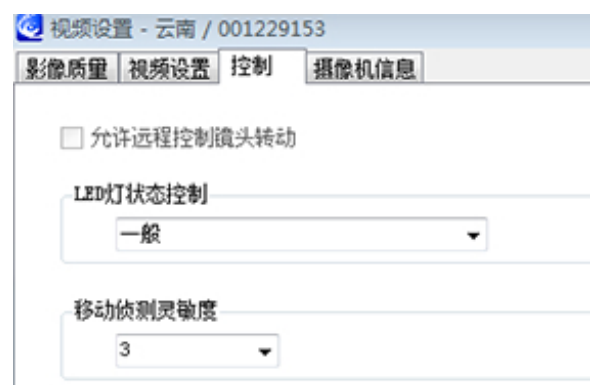 视频设置 - 云南 / 001229153
影像质量 视频设置 控制 摄像机信息
允许远程控制镜头转动
LED灯状态控制
一般
移动侦测灵敏度
3